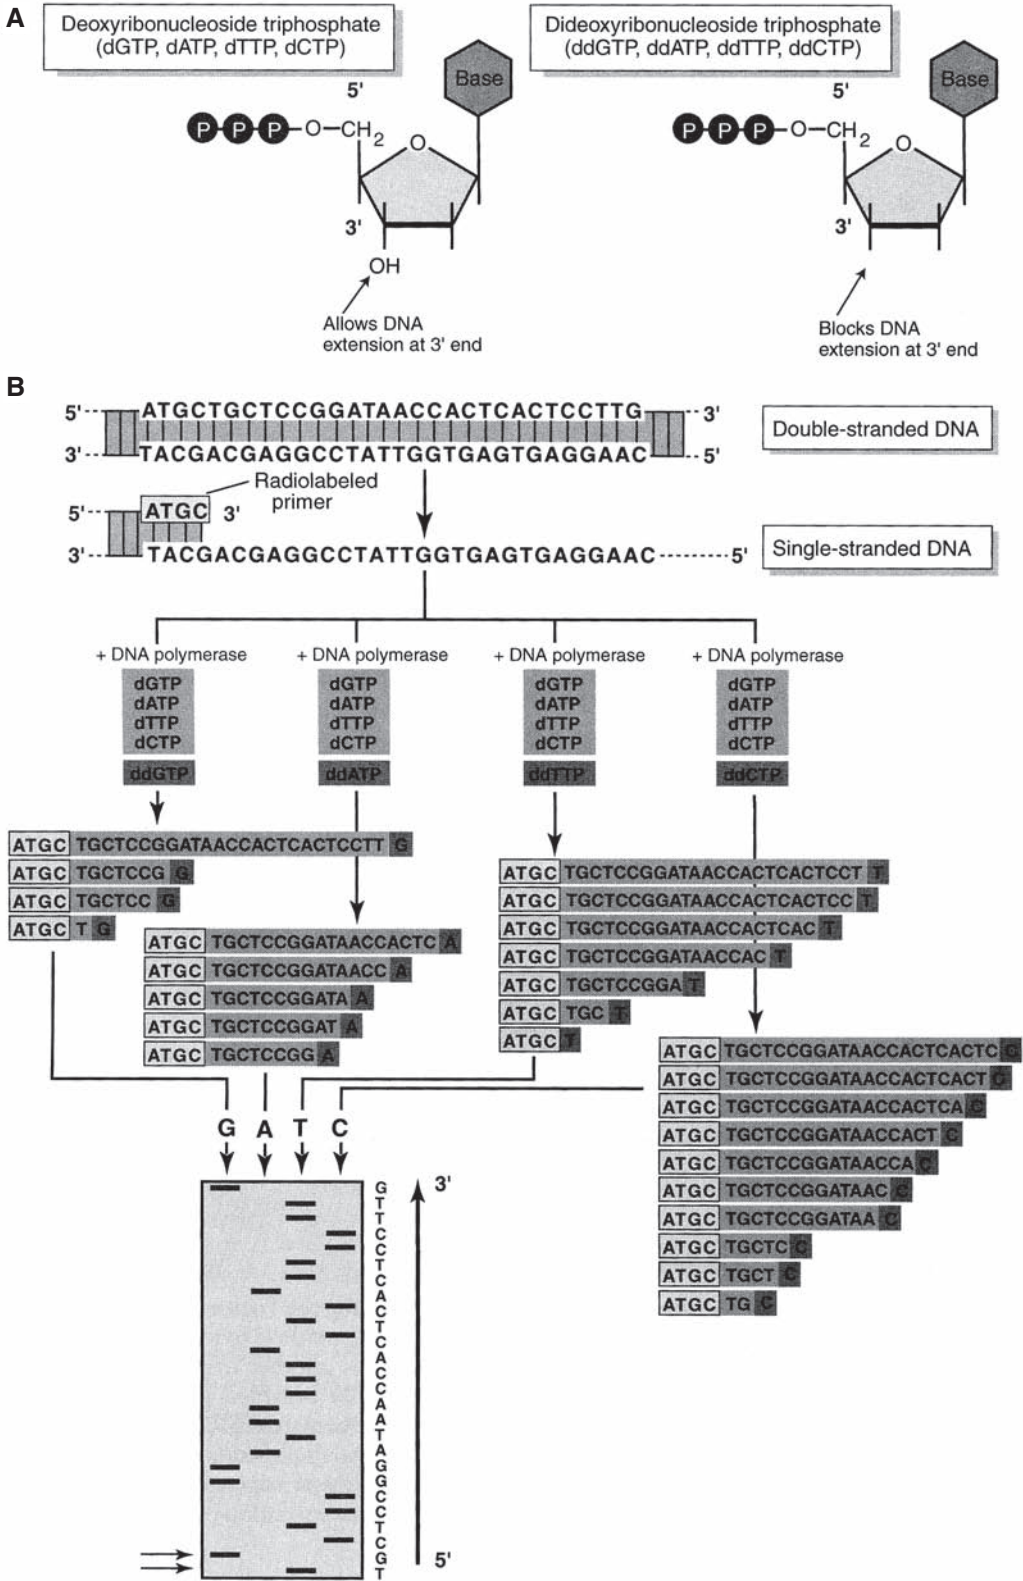 A
Deoxyribonucleoside triphosphate
(dGTP, dATP, dTTP, dCTP)
Dideoxyribonucleoside triphosphate
(ddGTP, ddATP, ddTTP, ddCTP)
5' Base
P P P O CH2 O
3'
OH
Allows DNA
extension at 3' end
5' Base
P P P O CH2 O
3'
Blocks DNA
extension at 3' end
B
5' ATGCTGCTCCGGATAACCACTCACTCCTTG 3'
3' TACGACGAGGCCTATTGGTGAGTGAGGAAC 5'
Double-stranded DNA
Radiolabeled
primer
5' ATGC 3'
3' TACGACGAGGCCTATTGGTGAGTGAGGAAC 5'
Single-stranded DNA
+ DNA polymerase
dGTP
dATP
dTTP
dCTP
ddGTP
+ DNA polymerase
dGTP
dATP
dTTP
dCTP
ddATP
+ DNA polymerase
dGTP
dATP
dTTP
dCTP
ddTTP
+ DNA polymerase
dGTP
dATP
dTTP
dCTP
ddCTP
ATGC TGCTCCGGATAACCACTCACTCCTT G
ATGC TGCTCCG G
ATGC TGCTCC G
ATGC T G
ATGC TGCTCCGGATAACCACTC A
ATGC TGCTCCGGATAACC A
ATGC TGCTCCGGATA A
ATGC TGCTCCGGAT A
ATGC TGCTCCGG A
ATGC TGCTCCGGATAACCACTCACTCCT T
ATGC TGCTCCGGATAACCACTCACTCC T
ATGC TGCTCCGGATAACCACTCAC T
ATGC TGCTCCGGATAACCAC T
ATGC TGCTCCGGA T
ATGC TGC T
ATGC T
ATGC TGCTCCGGATAACCACTCACTC C
ATGC TGCTCCGGATAACCACTCACT C
ATGC TGCTCCGGATAACCACTCA C
ATGC TGCTCCGGATAACCACT C
ATGC TGCTCCGGATAACCA C
ATGC TGCTCCGGATAAC C
ATGC TGCTCCGGATAA C
ATGC TGCTC C
ATGC TGCT C
ATGC TG C
G A T C
G
T
T
C
C
T
C
A
C
T
C
A
C
C
A
A
T
A
G
G
C
C
T
C
G
T
3'
5'